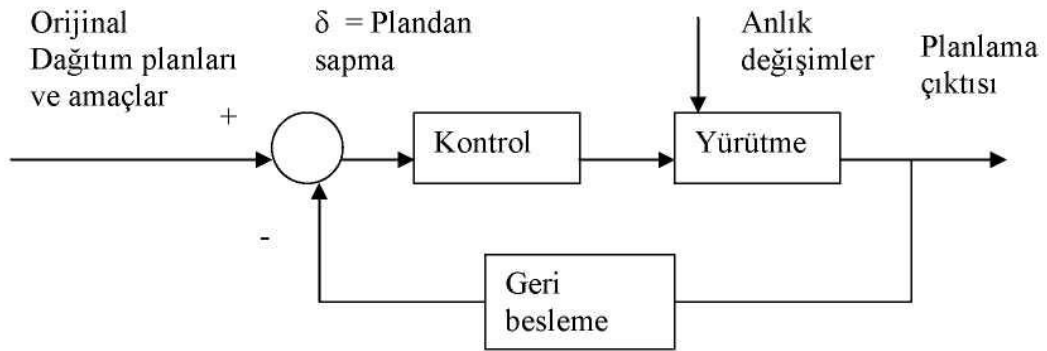 Orijinal
Dağıtım planları
ve amaçlar
δ = Plandan
sapma
Anlık
değişimler
Planlama
çıktısı
+
Kontrol
Yürütme
-
Geri
besleme